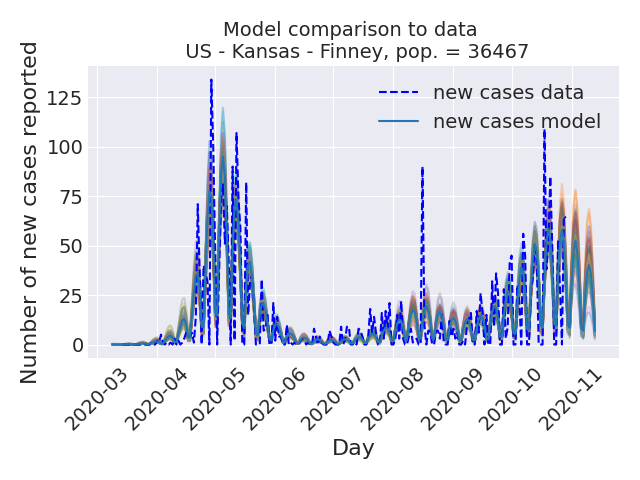 Model comparison to data
US - Kansas - Finney, pop. = 36467
Number of new cases reported
125
100
75
50
25
0
new cases data
new cases model
2020-03
2020-04
2020-05
2020-06
2020-07
2020-08
2020-09
2020-10
2020-11
Day